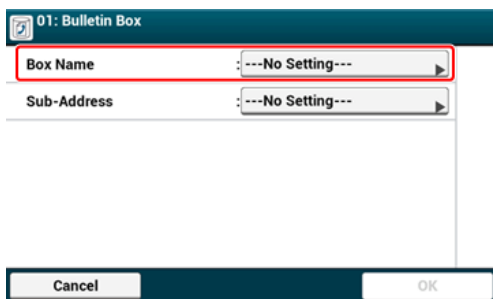 01: Bulletin Box
Box Name : ---No Setting---
Sub-Address : ---No Setting---
Cancel OK